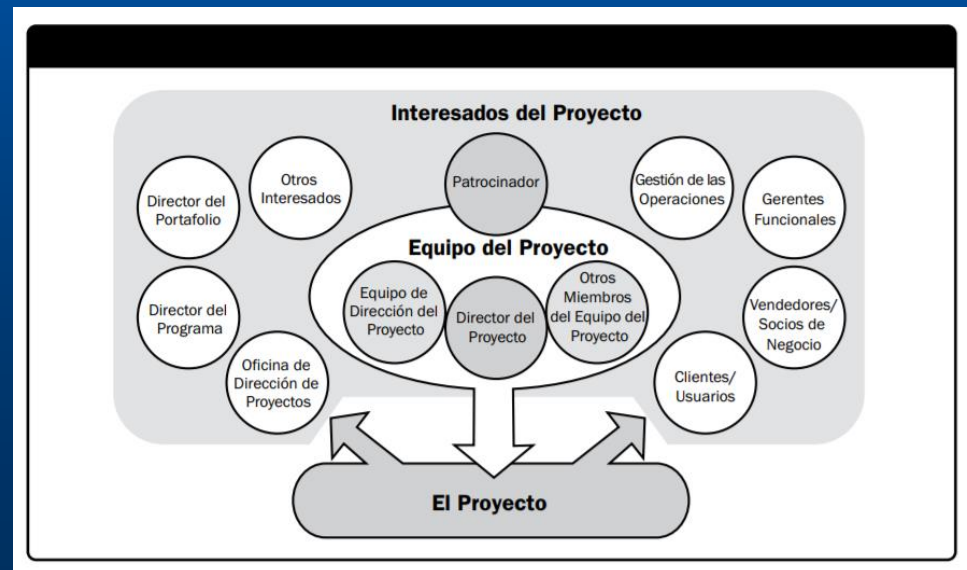 Interesados del Proyecto
Otros
Interesados
Patrocinador
Gestión de las
Operaciones
Director del
Portafolio
Gerentes
Funcionales
Equipo del Proyecto
Equipo de
Dirección del
Proyecto
Director del
Proyecto
Otros
Miembros
del Equipo del
Proyecto
Director del
Programa
Vendedores/
Socios de
Negocio
Oficina de
Dirección de
Proyectos
Clientes/
Usuarios
El Proyecto